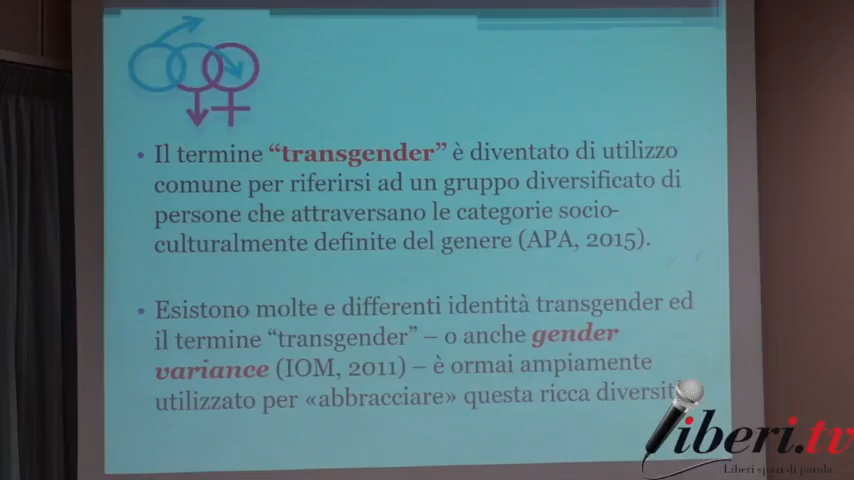 • Il termine “transgender” è diventato di utilizzo
comune per riferirsi ad un gruppo diversificato di
persone che attraversano le categorie socio-
culturalmente definite del genere (APA, 2015).
• Esistono molte e differenti identità transgender ed
il termine “transgender” – o anche gender
variance (IOM, 2011) – è ormai ampiamente
utilizzato per «abbracciare» questa ricca diversità
liberi.tv
Liberi spazi di parola